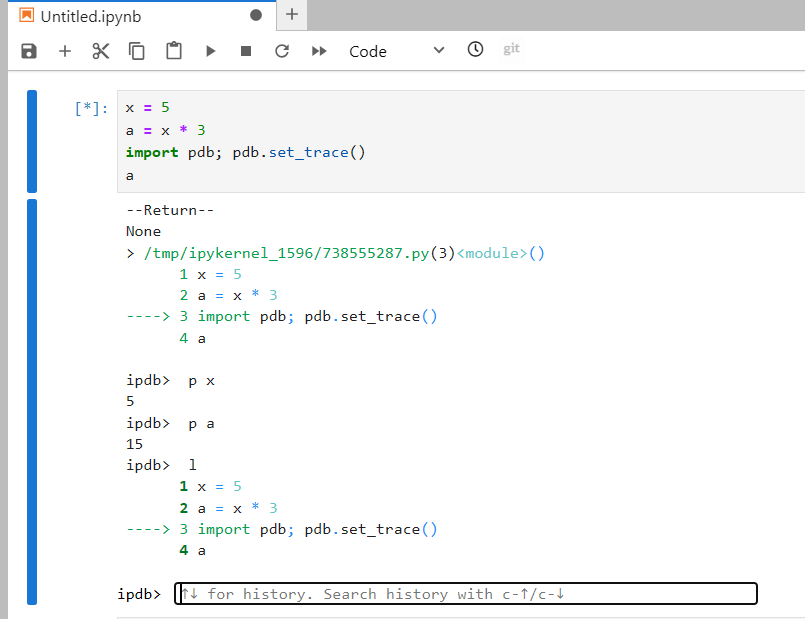 Untitled.ipynb
Code
git
[*]:
x = 5
a = x * 3
import pdb; pdb.set_trace()
a
--Return--
None
> /tmp/ipykernel_1596/738555287.py(3)<module>()
1 x = 5
2 a = x * 3
----> 3 import pdb; pdb.set_trace()
4 a
ipdb> p x
5
ipdb> p a
15
ipdb> l
1 x = 5
2 a = x * 3
----> 3 import pdb; pdb.set_trace()
4 a
ipdb> ↑↓ for history. Search history with c-↑/c-↓